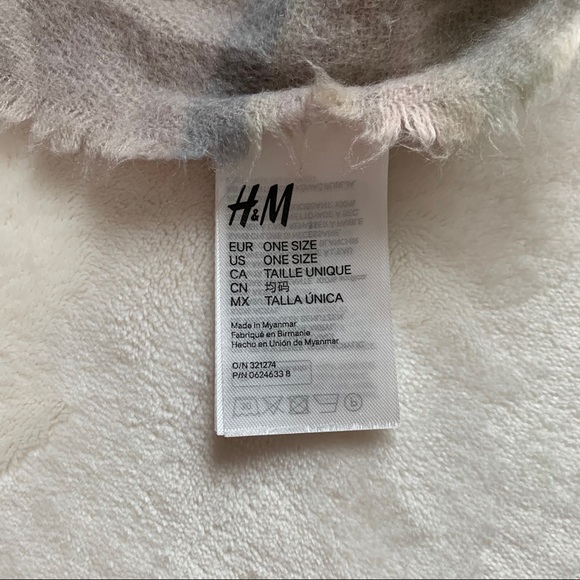 H&M
EUR ONE SIZE
US ONE SIZE
CA TAILLE UNIQUE
CN 均码
MX TALLA ÚNICA
Made in Myanmar
Fabriqué en Birmanie
Hecho en Unión de Myanmar
O/N 321274
P/N 0624633 8